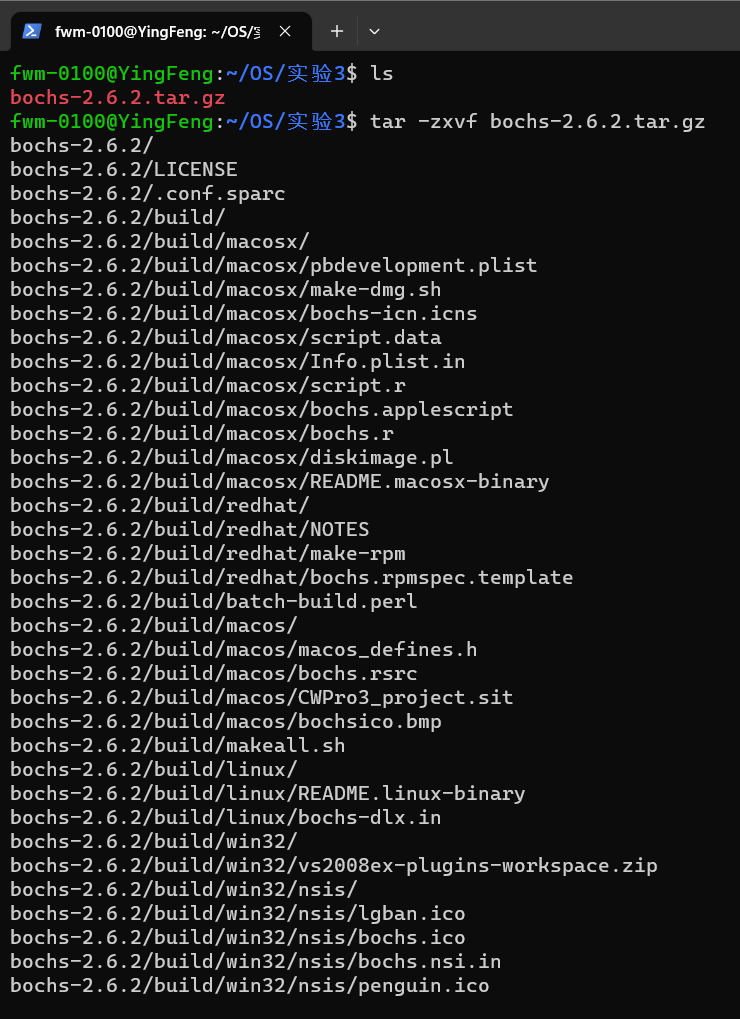 fwm-0100@YingFeng: ~/OS/实
fwm-0100@YingFeng:~/OS/实验3$ ls
bochs-2.6.2.tar.gz
fwm-0100@YingFeng:~/OS/实验3$ tar -zxvf bochs-2.6.2.tar.gz
bochs-2.6.2/
bochs-2.6.2/LICENSE
bochs-2.6.2/.conf.sparc
bochs-2.6.2/build/
bochs-2.6.2/build/macosx/
bochs-2.6.2/build/macosx/pbdevelopment.plist
bochs-2.6.2/build/macosx/make-dmg.sh
bochs-2.6.2/build/macosx/bochs-icn.icns
bochs-2.6.2/build/macosx/script.data
bochs-2.6.2/build/macosx/Info.plist.in
bochs-2.6.2/build/macosx/script.r
bochs-2.6.2/build/macosx/bochs.applescript
bochs-2.6.2/build/macosx/bochs.r
bochs-2.6.2/build/macosx/diskimage.pl
bochs-2.6.2/build/macosx/README.macosx-binary
bochs-2.6.2/build/redhat/
bochs-2.6.2/build/redhat/NOTES
bochs-2.6.2/build/redhat/make-rpm
bochs-2.6.2/build/redhat/bochs.rpmspec.template
bochs-2.6.2/build/batch-build.perl
bochs-2.6.2/build/macos/
bochs-2.6.2/build/macos/macos_defines.h
bochs-2.6.2/build/macos/bochs.rsrc
bochs-2.6.2/build/macos/CWPro3_project.sit
bochs-2.6.2/build/macos/bochsico.bmp
bochs-2.6.2/build/makeall.sh
bochs-2.6.2/build/linux/
bochs-2.6.2/build/linux/README.linux-binary
bochs-2.6.2/build/linux/bochs-dlx.in
bochs-2.6.2/build/win32/
bochs-2.6.2/build/win32/vs2008ex-plugins-workspace.zip
bochs-2.6.2/build/win32/nsis/
bochs-2.6.2/build/win32/nsis/lgban.ico
bochs-2.6.2/build/win32/nsis/bochs.ico
bochs-2.6.2/build/win32/nsis/bochs.nsi.in
bochs-2.6.2/build/win32/nsis/penguin.ico